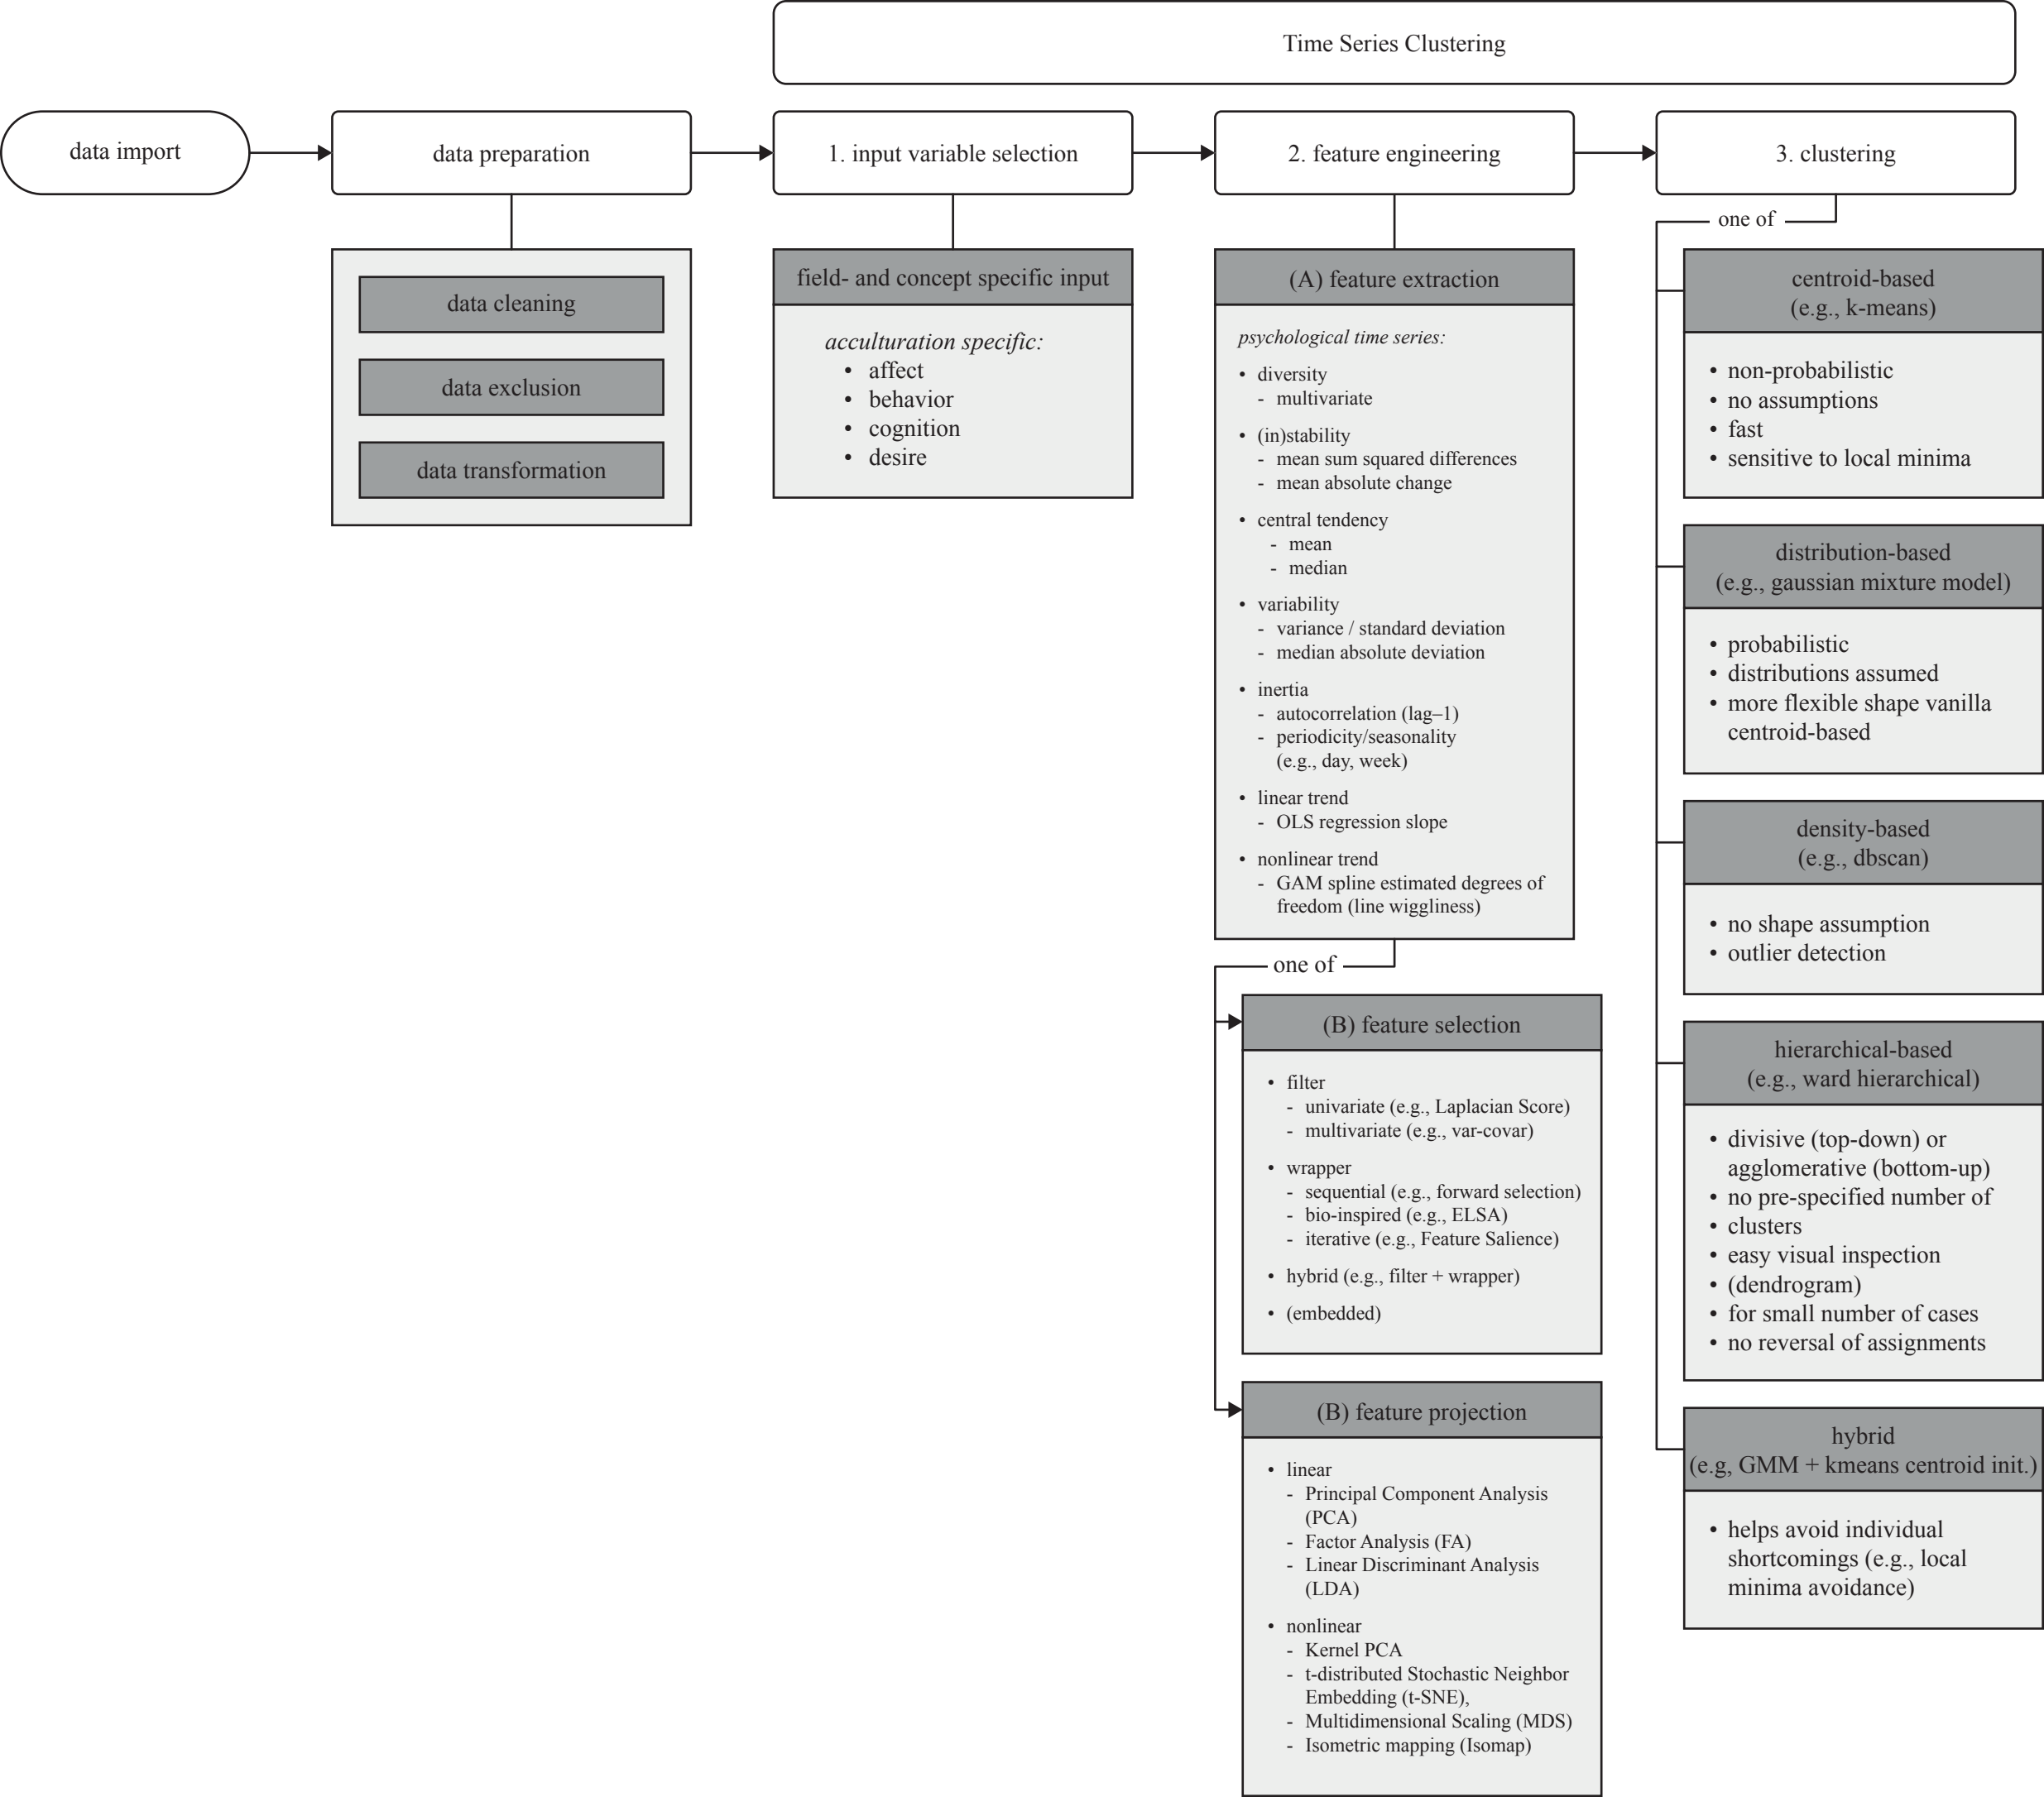 Time Series Clustering
data import
data preparation
1. input variable selection
2. feature engineering
3. clustering
data cleaning
data exclusion
data transformation
field- and concept specific input
acculturation specific:
• affect
• behavior
• cognition
• desire
(A) feature extraction
psychological time series:
• diversity
- multivariate
• (in)stability
- mean sum squared differences
- mean absolute change
• central tendency
- mean
- median
• variability
- variance / standard deviation
- median absolute deviation
• inertia
- autocorrelation (lag–1)
- periodicity/seasonality
(e.g., day, week)
• linear trend
- OLS regression slope
• nonlinear trend
- GAM spline estimated degrees of
freedom (line wiggliness)
one of
(B) feature selection
• filter
- univariate (e.g., Laplacian Score)
- multivariate (e.g., var-covar)
• wrapper
- sequential (e.g., forward selection)
- bio-inspired (e.g., ELSA)
- iterative (e.g., Feature Salience)
• hybrid (e.g., filter + wrapper)
• (embedded)
(B) feature projection
• linear
- Principal Component Analysis
(PCA)
- Factor Analysis (FA)
- Linear Discriminant Analysis
(LDA)
• nonlinear
- Kernel PCA
- t-distributed Stochastic Neighbor
Embedding (t-SNE),
- Multidimensional Scaling (MDS)
- Isometric mapping (Isomap)
one of
centroid-based
(e.g., k-means)
• non-probabilistic
• no assumptions
• fast
• sensitive to local minima
distribution-based
(e.g., gaussian mixture model)
• probabilistic
• distributions assumed
• more flexible shape vanilla
centroid-based
density-based
(e.g., dbscan)
• no shape assumption
• outlier detection
hierarchical-based
(e.g., ward hierarchical)
• divisive (top-down) or
agglomerative (bottom-up)
• no pre-specified number of
• clusters
• easy visual inspection
• (dendrogram)
• for small number of cases
• no reversal of assignments
hybrid
(e.g, GMM + kmeans centroid init.)
• helps avoid individual
shortcomings (e.g., local
minima avoidance)